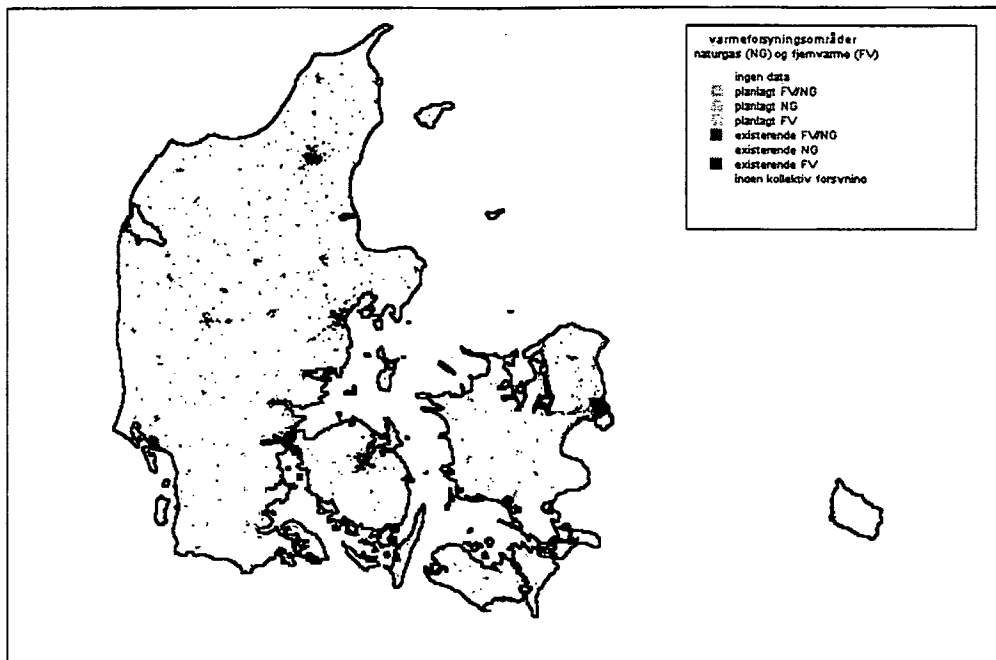 varmeforsyningsområder
naturgas (NG) og fjernvarme (FV)
ingen data
planlagt FV/NG
planlagt NG
planlagt FV
existerende FV/NG
existerende NG
existerende FV
ingen kollektiv forsyning